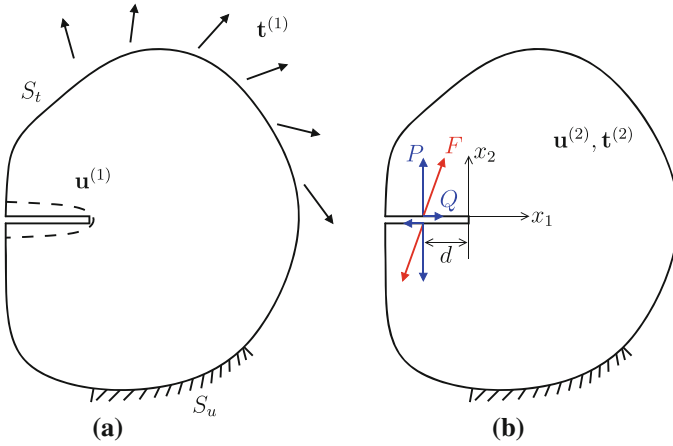 t^(1)
S_t
u^(1)
S_u
(a)
u^(2), t^(2)
P F x_2
Q
x_1
d
(b)